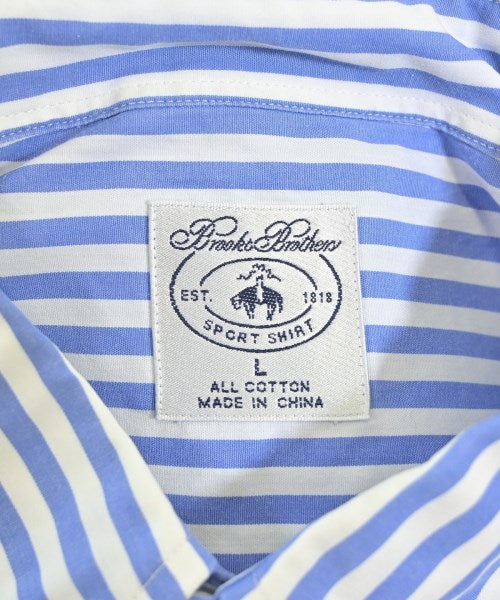 Brooks Brothers
EST. 1818
SPORT SHIRT
L
ALL COTTON
MADE IN CHINA